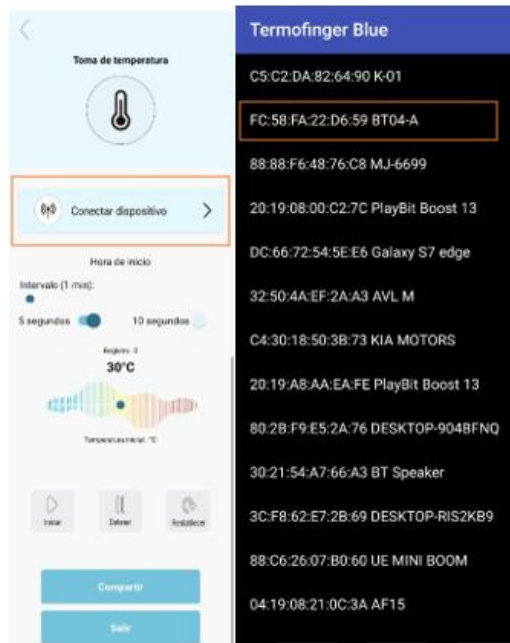 Toma de temperatura
Conectar dispositivo
Hora de inicio
Intervalo (1 min):
5 segundos 10 segundos
Registro: 0
30°C
Temperatura inicial: °C
Iniciar Detener Restablecer
Compartir
Salir
Termofinger Blue
C5:C2:DA:82:64:90 K-01
FC:58:FA:22:D6:59 BT04-A
88:88:F6:48:76:C8 MJ-6699
20:19:08:00:C2:7C PlayBit Boost 13
DC:66:72:54:5E:E6 Galaxy S7 edge
32:50:4A:EF:2A:A3 AVL M
C4:30:18:50:3B:73 KIA MOTORS
20:19:A8:AA:EA:FE PlayBit Boost 13
80:2B:F9:E5:2A:76 DESKTOP-904BFNQ
30:21:54:A7:66:A3 BT Speaker
3C:F8:62:E7:2B:69 DESKTOP-RIS2KB9
88:C6:26:07:B0:60 UE MINI BOOM
04:19:08:21:0C:3A AF15